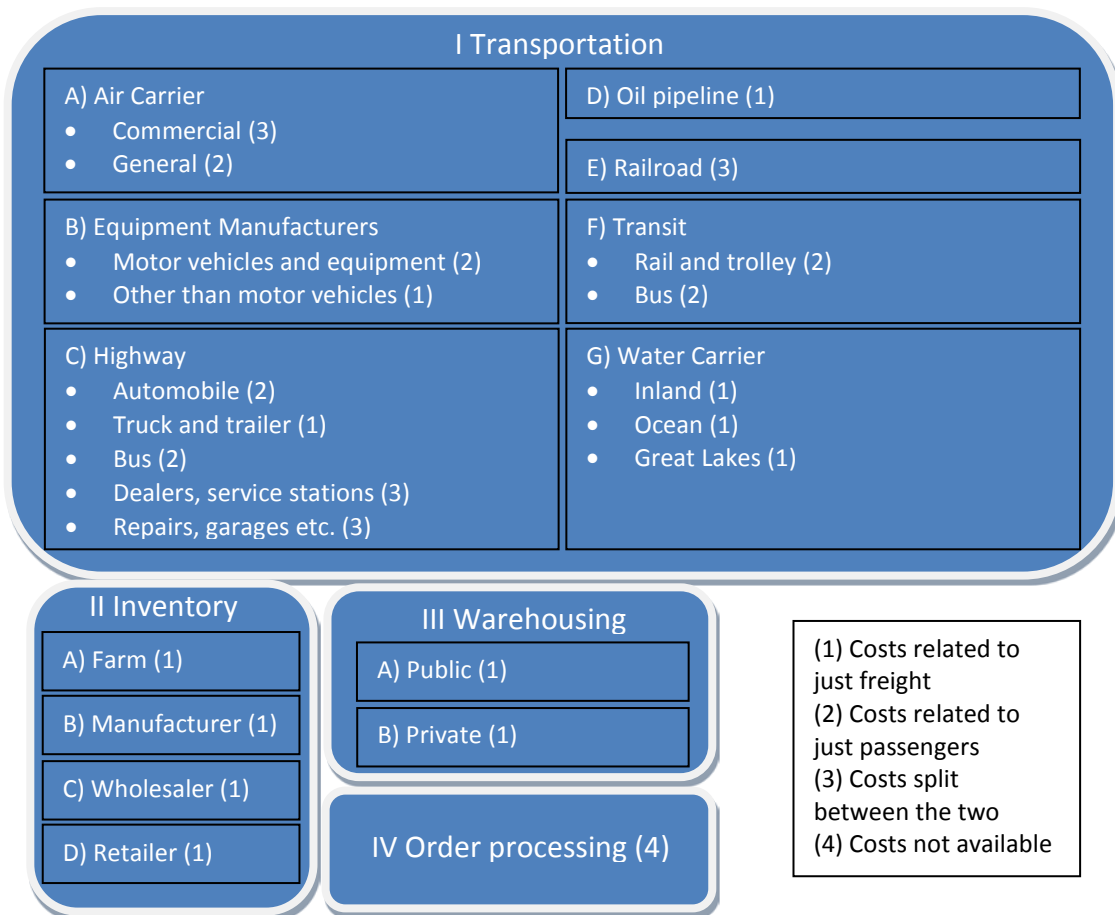 I Transportation
A) Air Carrier
• Commercial (3)
• General (2)
B) Equipment Manufacturers
• Motor vehicles and equipment (2)
• Other than motor vehicles (1)
C) Highway
• Automobile (2)
• Truck and trailer (1)
• Bus (2)
• Dealers, service stations (3)
• Repairs, garages etc. (3)
D) Oil pipeline (1)
E) Railroad (3)
F) Transit
• Rail and trolley (2)
• Bus (2)
G) Water Carrier
• Inland (1)
• Ocean (1)
• Great Lakes (1)
II Inventory
A) Farm (1)
B) Manufacturer (1)
C) Wholesaler (1)
D) Retailer (1)
III Warehousing
A) Public (1)
B) Private (1)
IV Order processing (4)
(1) Costs related to
just freight
(2) Costs related to
just passengers
(3) Costs split
between the two
(4) Costs not available